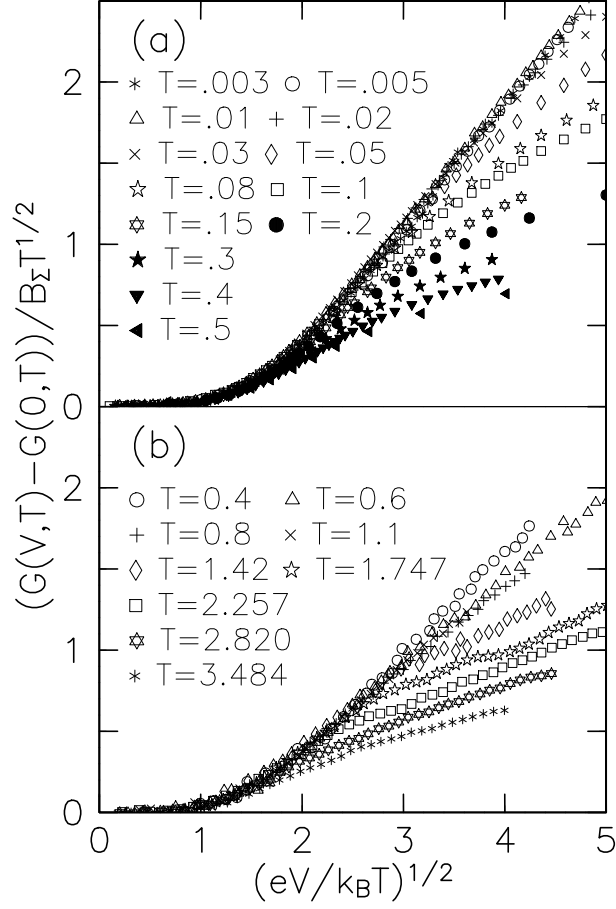 (a)
∗ T=.003 ○ T=.005
△ T=.01 + T=.02
× T=.03 ◇ T=.05
☆ T=.08 □ T=.1
✡ T=.15 ● T=.2
★ T=.3
▼ T=.4
◀ T=.5
2
1
0
(G(V,T)−G(0,T))/B_Σ T^1/2
(b)
○ T=0.4 △ T=0.6
+ T=0.8 × T=1.1
◇ T=1.42 ☆ T=1.747
□ T=2.257
✡ T=2.820
∗ T=3.484
2
1
0
0 1 2 3 4 5
(eV/k_B T)^1/2